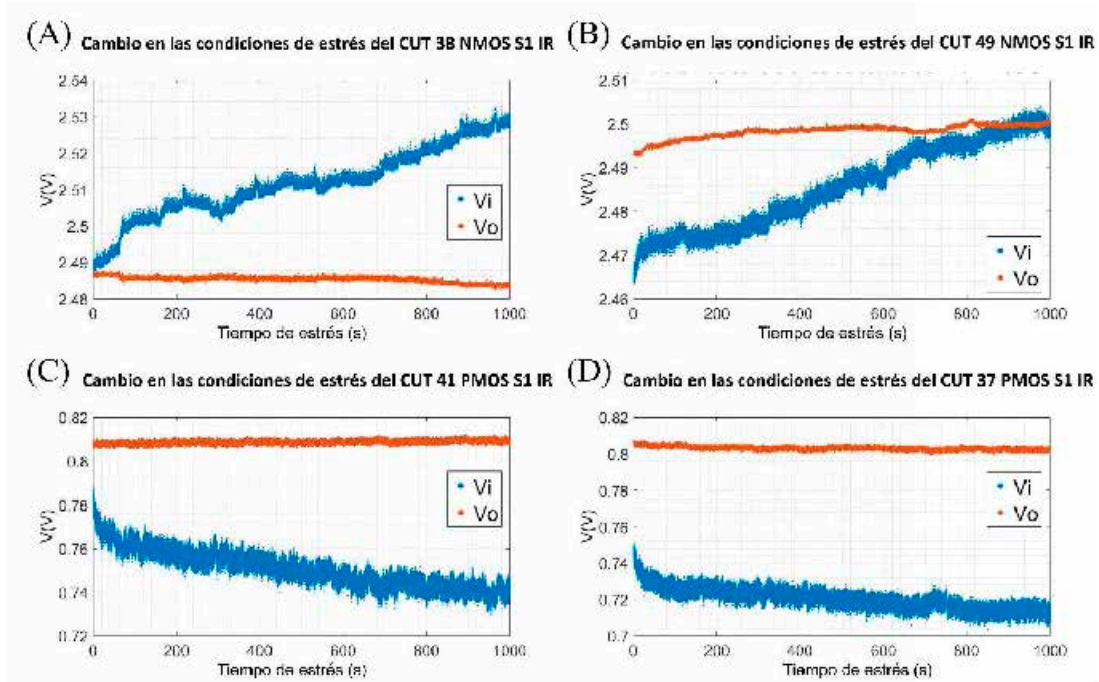 (A) Cambio en las condiciones de estrés del CUT 38 NMOS S1 IR
2.54
2.53
2.52
2.51
2.5
2.49
2.48
V(V)
Vi
Vo
0 200 400 600 800 1000
Tiempo de estrés (s)
(B) Cambio en las condiciones de estrés del CUT 49 NMOS S1 IR
2.51
2.5
2.49
2.48
2.47
2.46
V(V)
Vi
Vo
0 200 400 600 800 1000
Tiempo de estrés (s)
(C) Cambio en las condiciones de estrés del CUT 41 PMOS S1 IR
0.82
0.8
0.78
0.76
0.74
0.72
V(V)
Vi
Vo
0 200 400 600 800 1000
Tiempo de estrés (s)
(D) Cambio en las condiciones de estrés del CUT 37 PMOS S1 IR
0.82
0.8
0.78
0.76
0.74
0.72
0.7
V(V)
Vi
Vo
0 200 400 600 800 1000
Tiempo de estrés (s)